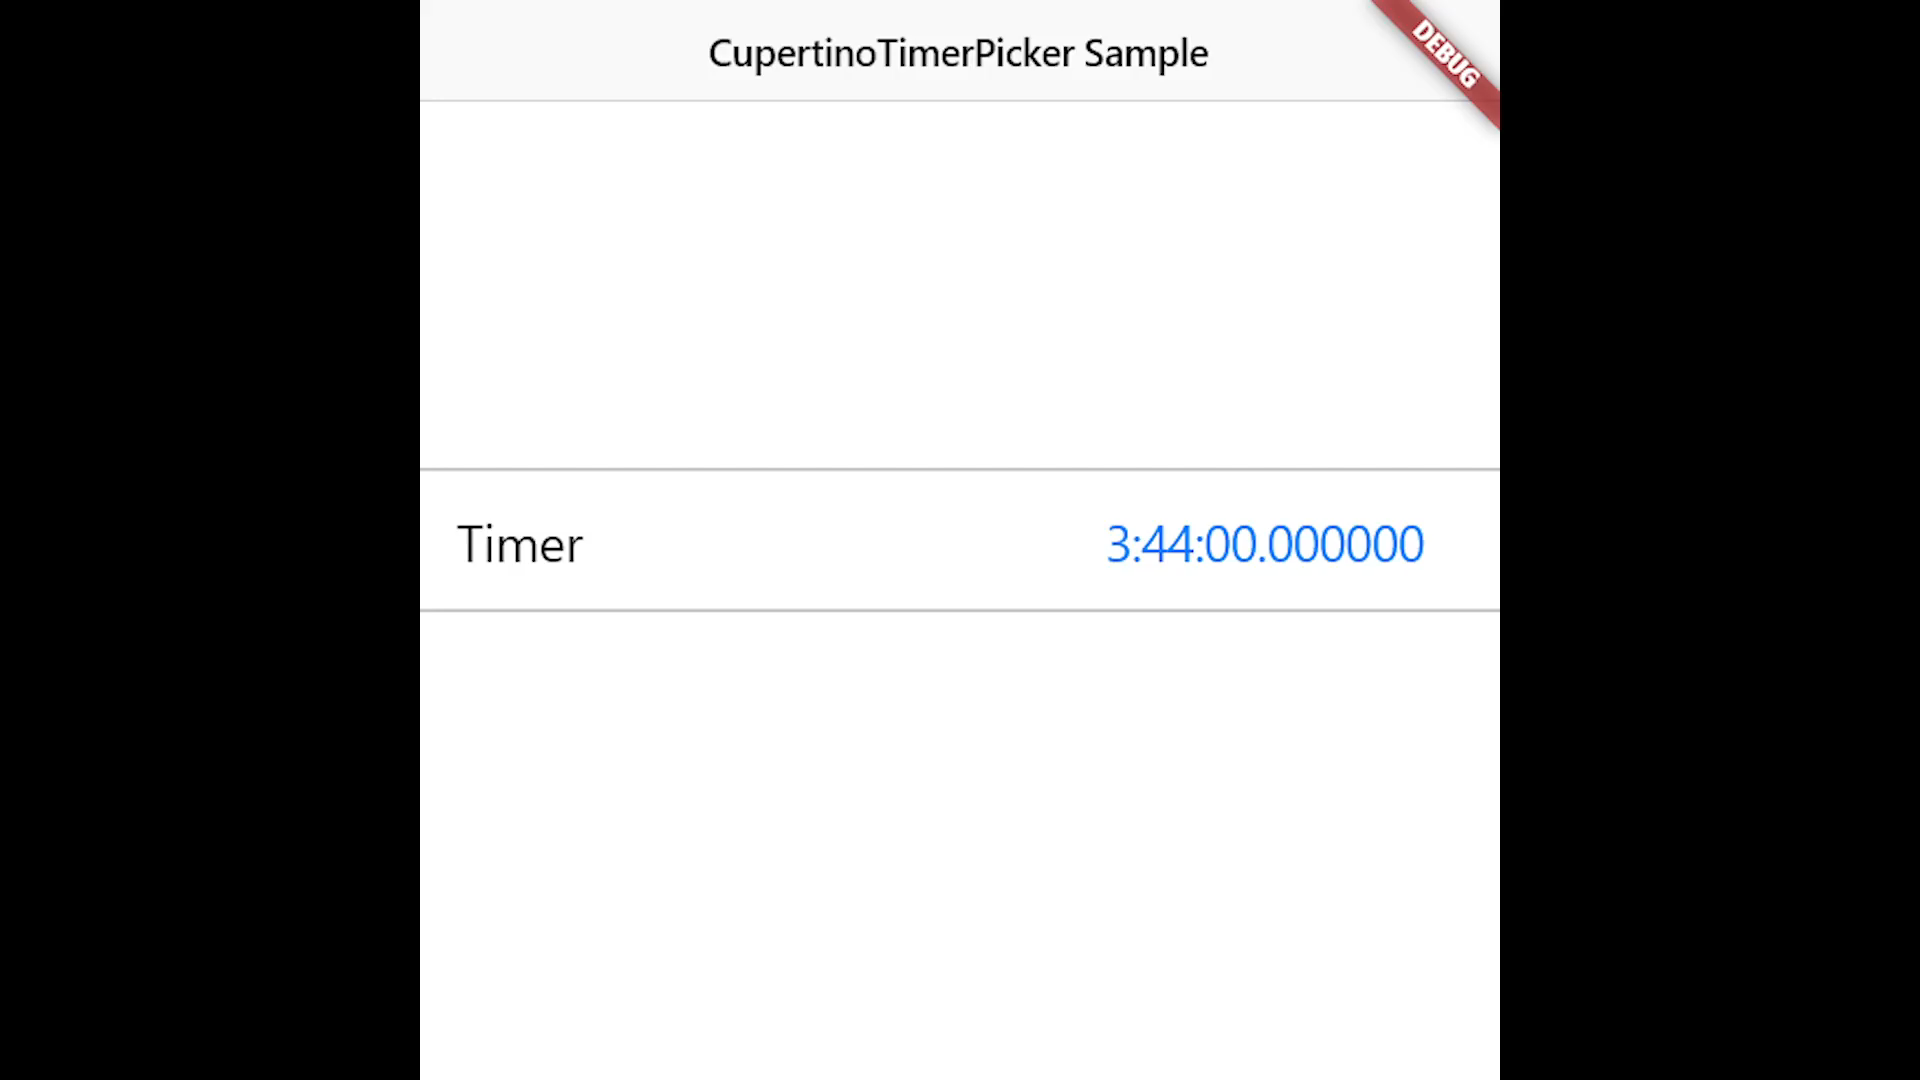 CupertinoTimerPicker Sample
DEBUG
Timer
3:44:00.000000